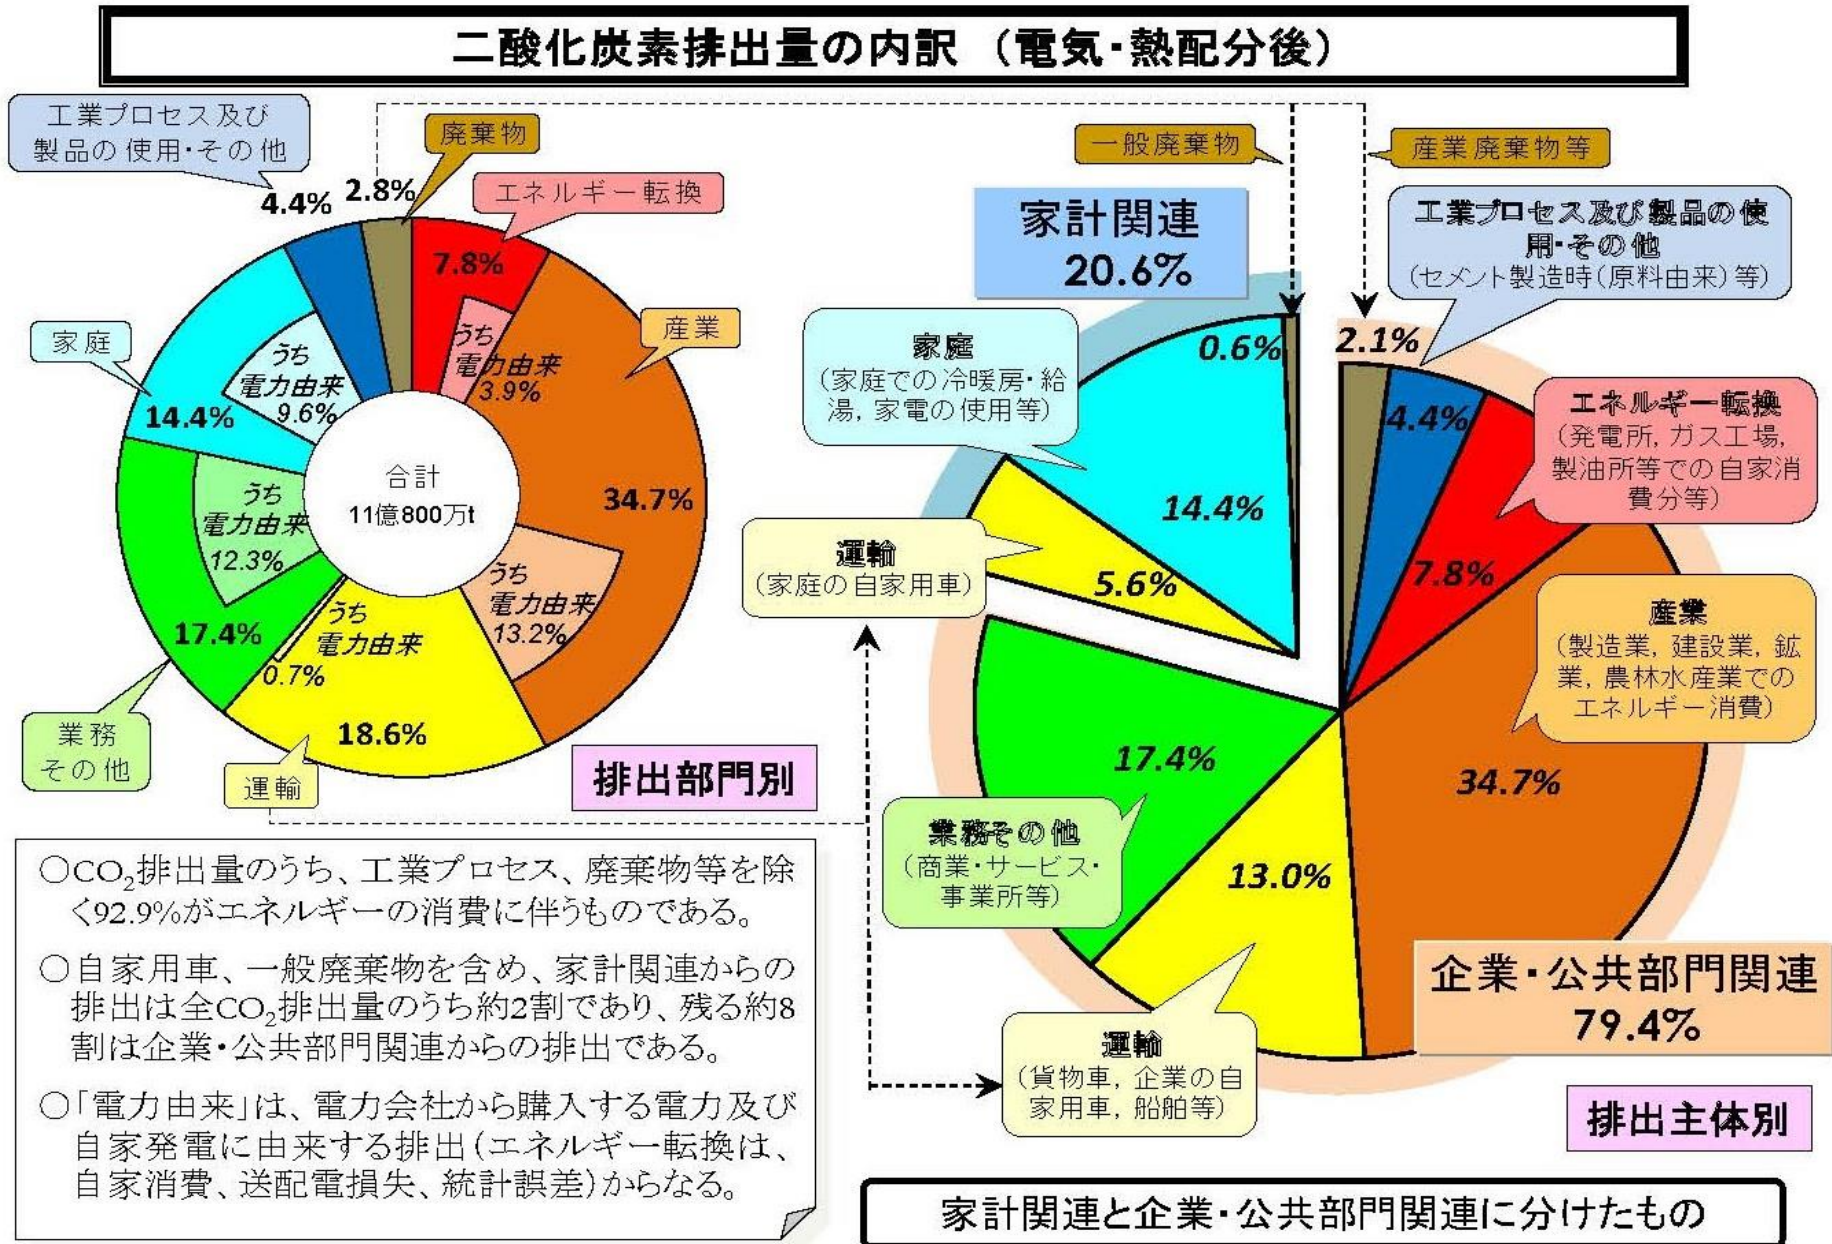 二酸化炭素排出量の内訳 （電気・熱配分後）
工業プロセス及び
製品の使用・その他
廃棄物
エネルギー転換
4.4%
2.8%
7.8%
うち
電力由来
3.9%
産業
34.7%
うち
電力由来
13.2%
家庭
14.4%
うち
電力由来
9.6%
合計
11億800万t
うち
電力由来
12.3%
17.4%
うち
電力由来
0.7%
18.6%
業務
その他
運輸
排出部門別
一般廃棄物
産業廃棄物等
家計関連
20.6%
工業プロセス及び製品の使
用・その他
(セメント製造時(原料由来)等)
家庭
(家庭での冷暖房・給
湯, 家電の使用等)
0.6%
2.1%
4.4%
エネルギー転換
(発電所, ガス工場,
製油所等での自家消
費分等)
14.4%
7.8%
運輸
(家庭の自家用車)
5.6%
産業
(製造業, 建設業, 鉱
業, 農林水産業での
エネルギー消費)
17.4%
34.7%
業務その他
(商業・サービス・
事業所等)
13.0%
企業・公共部門関連
79.4%
運輸
(貨物車, 企業の自
家用車, 船舶等)
排出主体別
家計関連と企業・公共部門関連に分けたもの
○CO₂排出量のうち、工業プロセス、廃棄物等を除
く92.9%がエネルギーの消費に伴うものである。
○自家用車、一般廃棄物を含め、家計関連からの
排出は全CO₂排出量のうち約2割であり、残る約8
割は企業・公共部門関連からの排出である。
○「電力由来」は、電力会社から購入する電力及び
自家発電に由来する排出(エネルギー転換は、
自家消費、送配電損失、統計誤差)からなる。